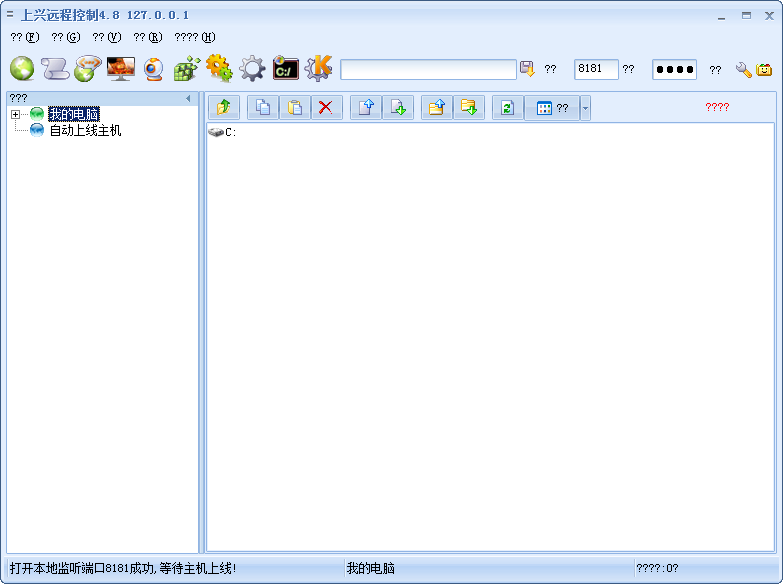 上兴远程控制4.8 127.0.0.1
??(F) ??(G) ??(V) ??(R) ????(H)
C:/ K ?? 8181 ?? ●●●● ??
???
我的电脑
自动上线主机
?? ????
C:
打开本地监听端口8181成功,等待主机上线! 我的电脑 ????:0?